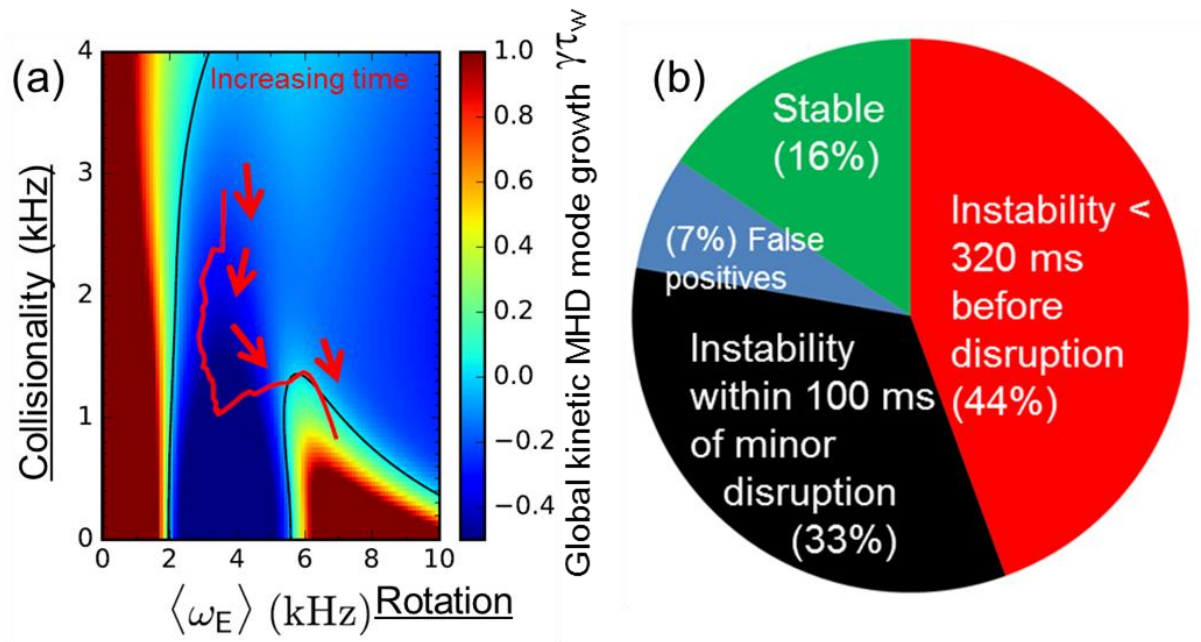 (a)
Increasing time
4
3
2
1
0
Collisionality (kHz)
0 2 4 6 8 10
⟨ω_E⟩ (kHz) Rotation
1.0
0.8
0.6
0.4
0.2
0.0
−0.2
−0.4
Global kinetic MHD mode growth γτ_w
(b)
Stable
(16%)
(7%) False
positives
Instability <
320 ms
before
disruption
(44%)
Instability
within 100 ms
of minor
disruption
(33%)